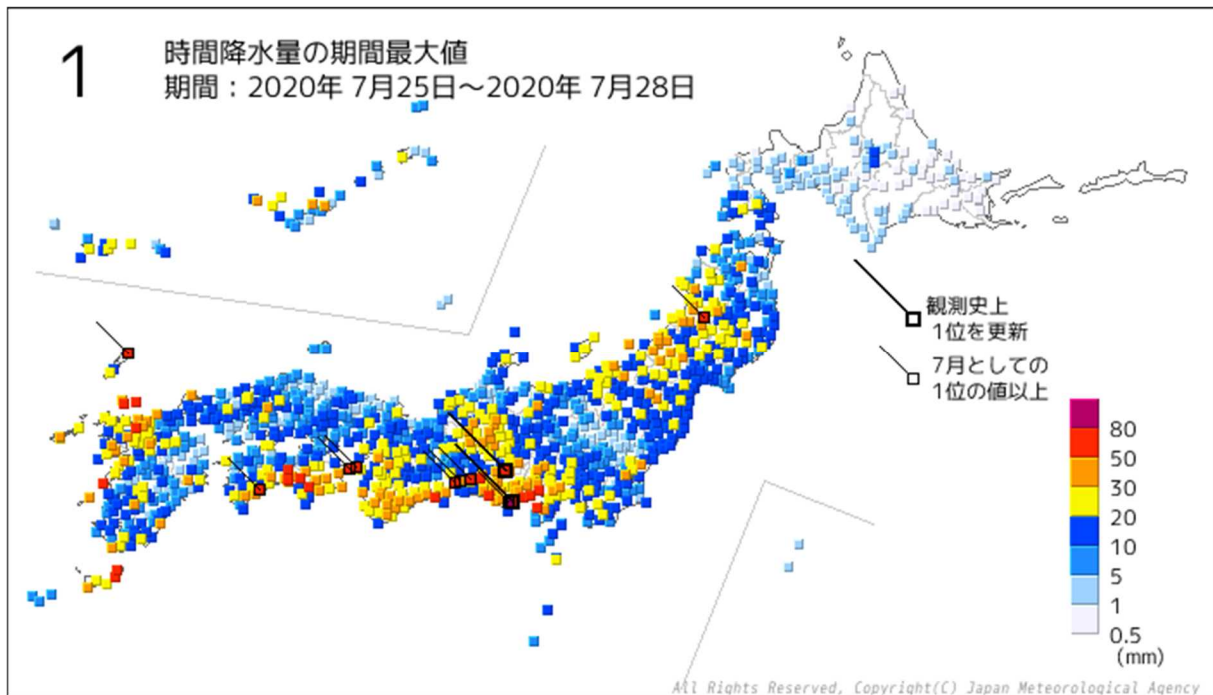 1
時間降水量の期間最大値
期間：2020年 7月25日～2020年 7月28日
観測史上
1位を更新
7月としての
1位の値以上
80
50
30
20
10
5
1
0.5
(mm)
All Rights Reserved, Copyright(C) Japan Meteorological Agency